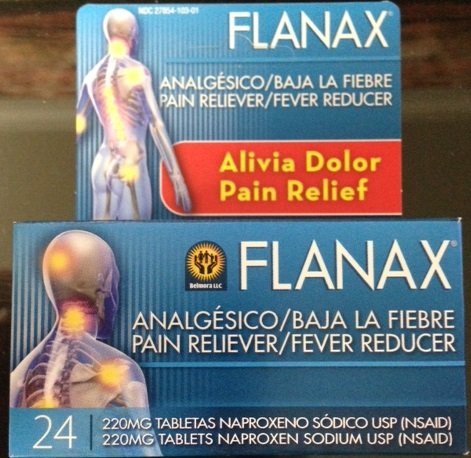 NDC 27854-103-01
FLANAX®
ANALGÉSICO/BAJA LA FIEBRE
PAIN RELIEVER/FEVER REDUCER
Alivia Dolor
Pain Relief
Belmora LLC
FLANAX®
ANALGÉSICO/BAJA LA FIEBRE
PAIN RELIEVER/FEVER REDUCER
24
220MG TABLETAS NAPROXENO SÓDICO USP (NSAID)
220MG TABLETS NAPROXEN SODIUM USP (NSAID)